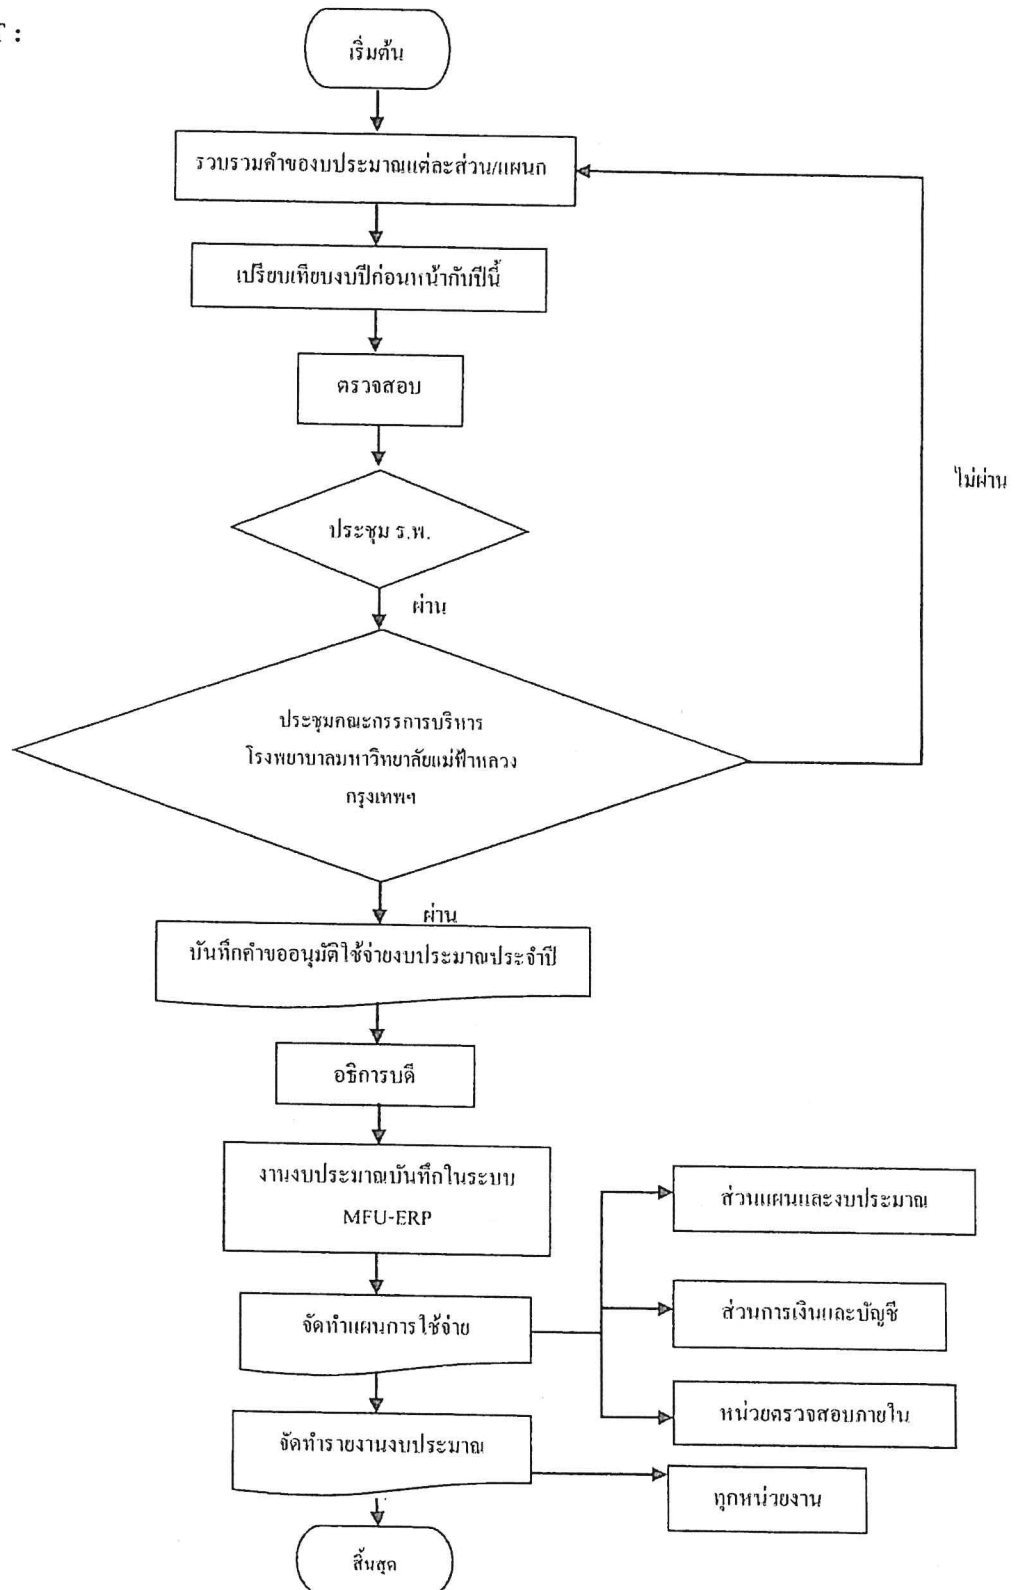 T :
เริ่มต้น
รวบรวมคำของบประมาณแต่ละส่วน/แผนก
เปรียบเทียบงบปีก่อนหน้ากับปีนี้
ตรวจสอบ
ไม่ผ่าน
ประชุม ร.พ.
ผ่าน
ประชุมคณะกรรการบริหาร
โรงพยาบาลมหาวิทยาลัยแม่ฟ้าหลวง
กรุงเทพฯ
ผ่าน
บันทึกคำขออนุมัติใช้จ่ายงบประมาณประจำปี
อธิการบดี
งานงบประมาณบันทึกในระบบ
MFU-ERP
ส่วนแผนและงบประมาณ
จัดทำแผนการใช้จ่าย
ส่วนการเงินและบัญชี
หน่วยตรวจสอบภายใน
จัดทำรายงานงบประมาณ
ทุกหน่วยงาน
สิ้นสุด